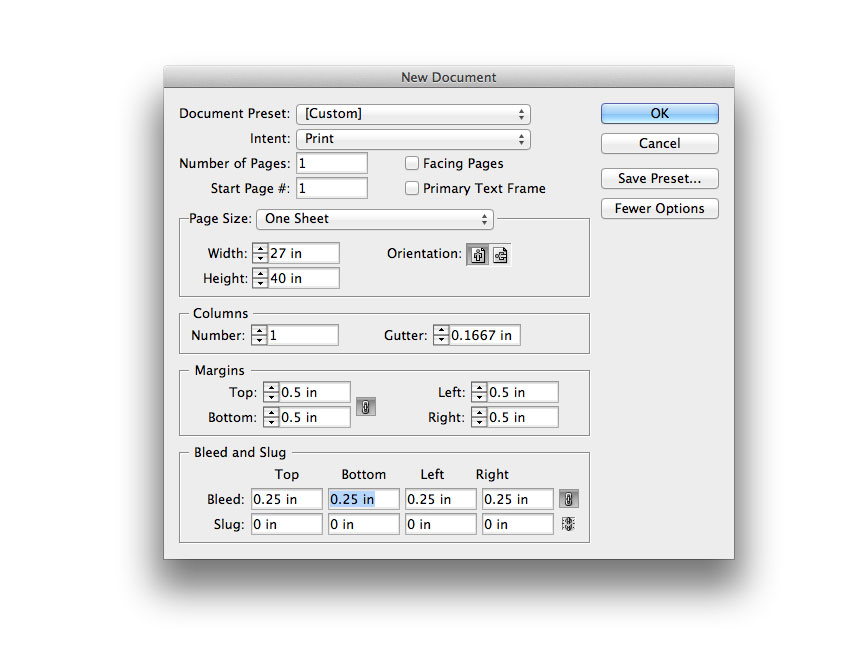 New Document
Document Preset: [Custom] OK
Intent: Print Cancel
Number of Pages: 1 Facing Pages Save Preset...
Start Page #: 1 Primary Text Frame
Fewer Options
Page Size: One Sheet
Width: 27 in Orientation:
Height: 40 in
Columns
Number: 1 Gutter: 0.1667 in
Margins
Top: 0.5 in Left: 0.5 in
Bottom: 0.5 in Right: 0.5 in
Bleed and Slug
Top Bottom Left Right
Bleed: 0.25 in 0.25 in 0.25 in 0.25 in
Slug: 0 in 0 in 0 in 0 in